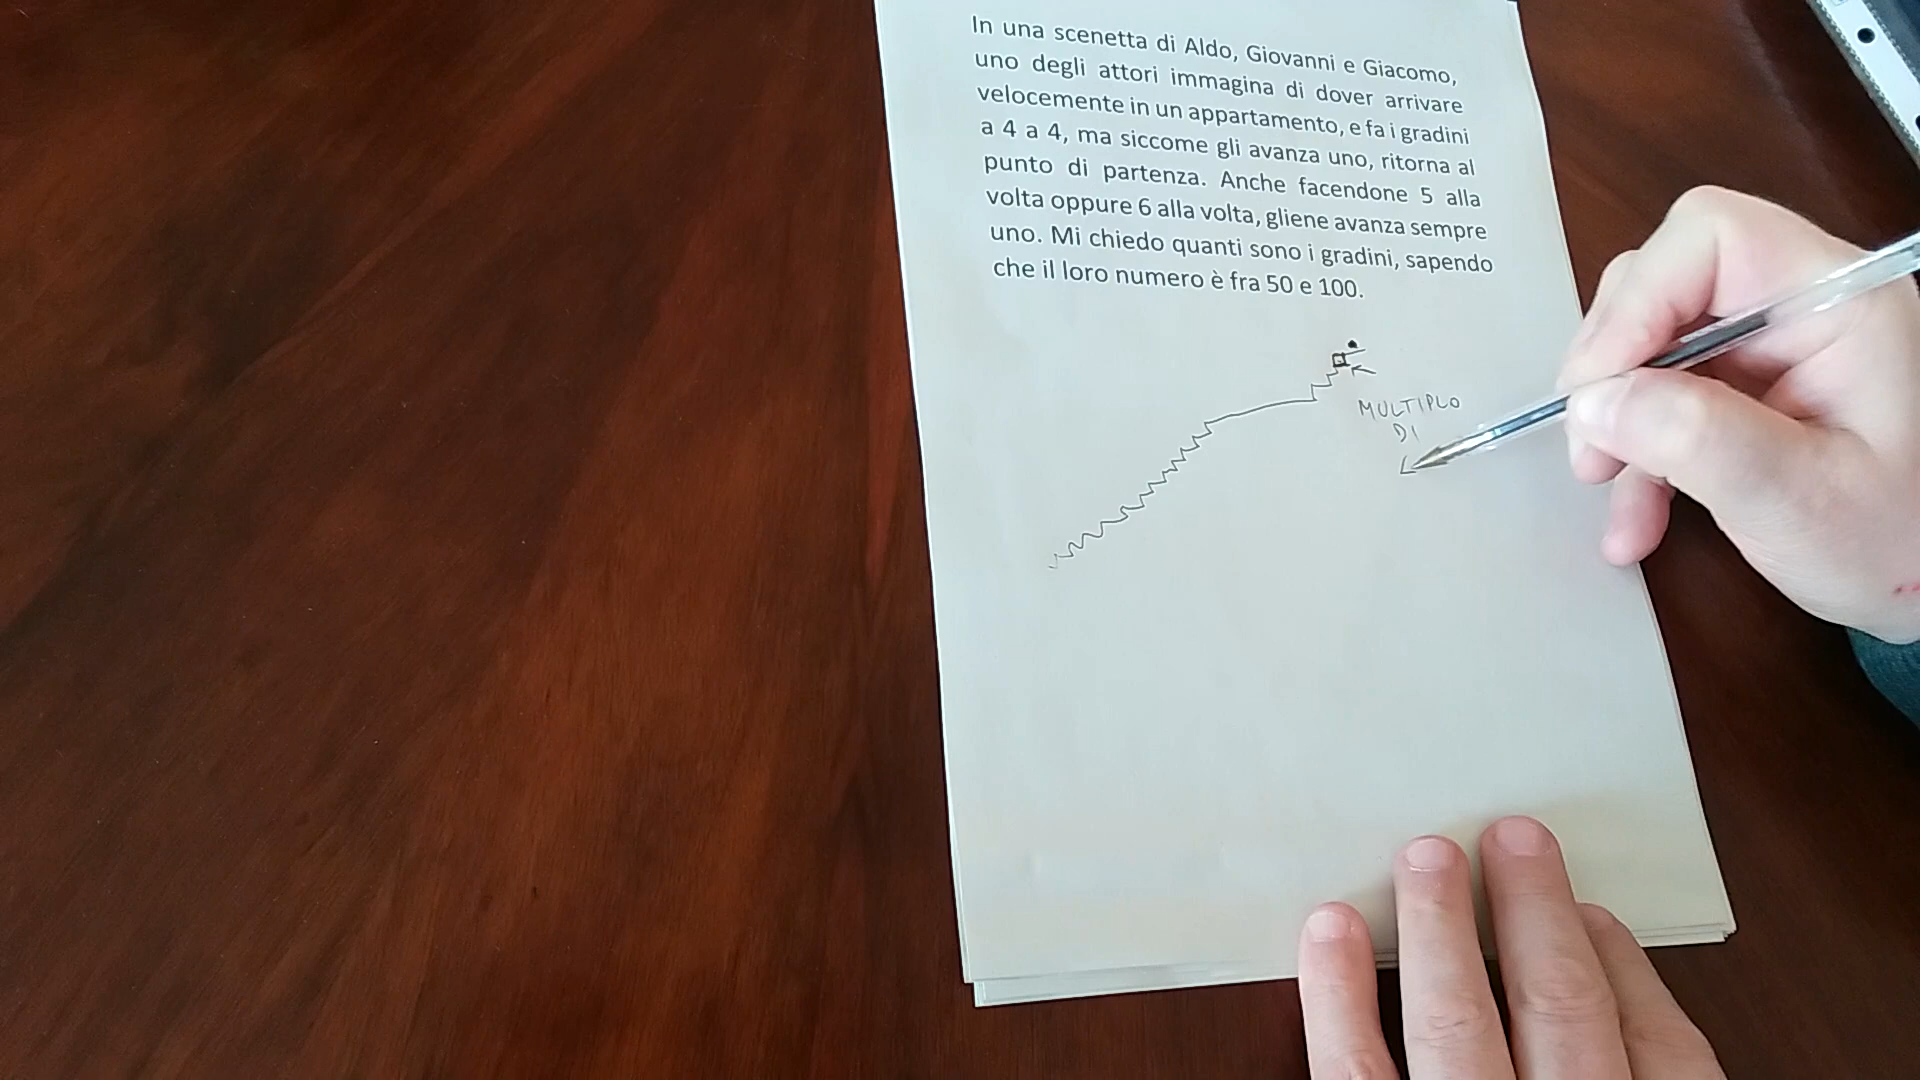 In una scenetta di Aldo, Giovanni e Giacomo,
uno degli attori immagina di dover arrivare
velocemente in un appartamento, e fa i gradini
a 4 a 4, ma siccome gli avanza uno, ritorna al
punto di partenza. Anche facendone 5 alla
volta oppure 6 alla volta, gliene avanza sempre
uno. Mi chiedo quanti sono i gradini, sapendo
che il loro numero è fra 50 e 100.
MULTIPLO
DI